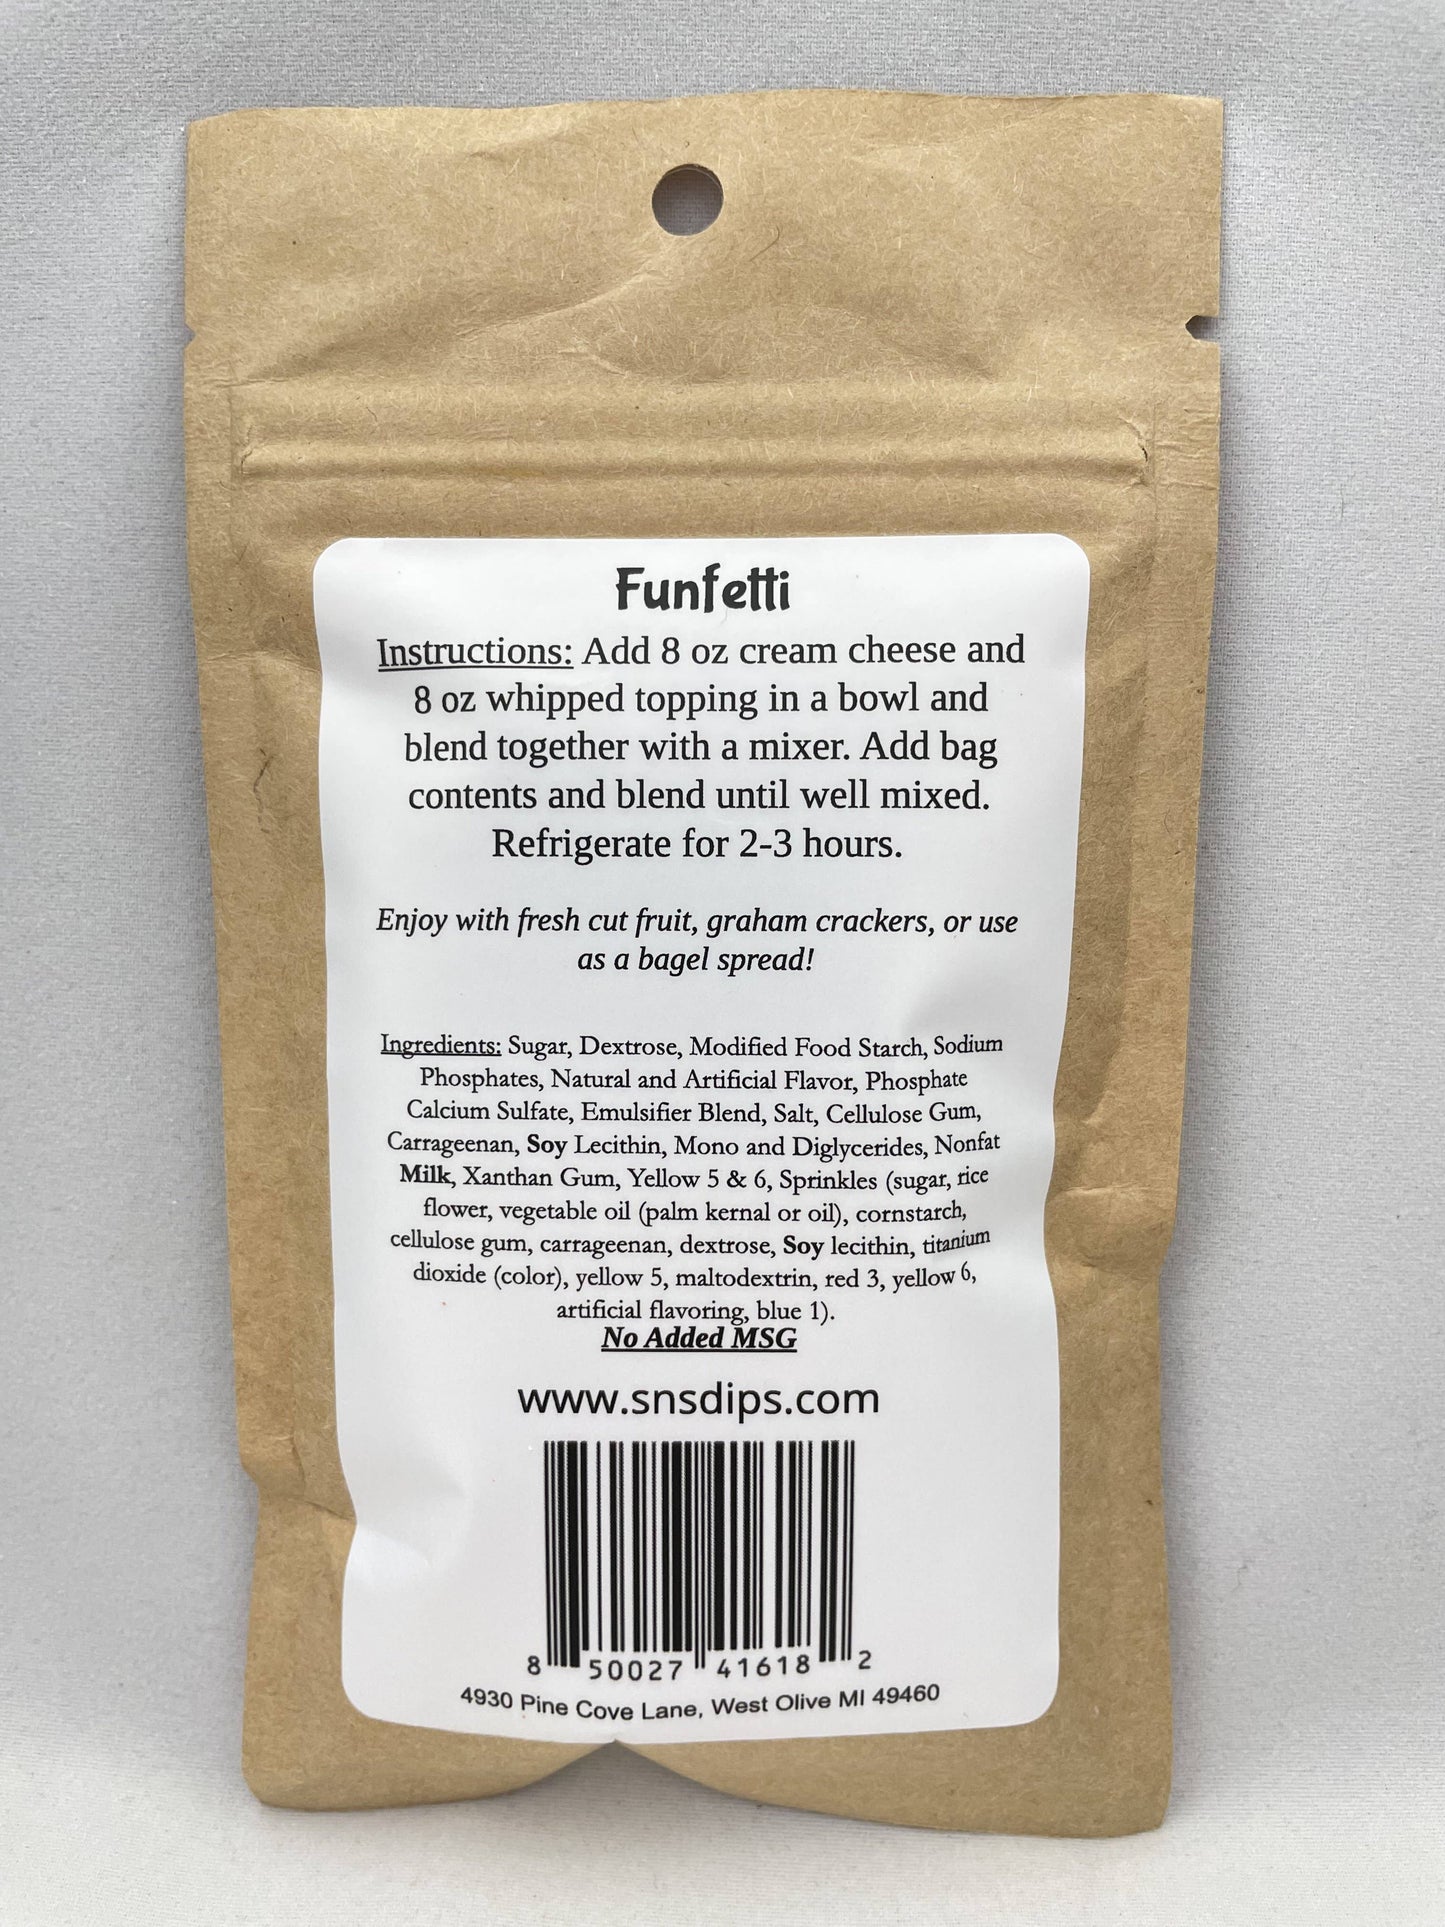 Funfetti
Instructions: Add 8 oz cream cheese and
8 oz whipped topping in a bowl and
blend together with a mixer. Add bag
contents and blend until well mixed.
Refrigerate for 2-3 hours.
Enjoy with fresh cut fruit, graham crackers, or use
as a bagel spread!
Ingredients: Sugar, Dextrose, Modified Food Starch, Sodium
Phosphates, Natural and Artificial Flavor, Phosphate
Calcium Sulfate, Emulsifier Blend, Salt, Cellulose Gum,
Carrageenan, Soy Lecithin, Mono and Diglycerides, Nonfat
Milk, Xanthan Gum, Yellow 5 & 6, Sprinkles (sugar, rice
flower, vegetable oil (palm kernal or oil), cornstarch,
cellulose gum, carrageenan, dextrose, Soy lecithin, titanium
dioxide (color), yellow 5, maltodextrin, red 3, yellow 6,
artificial flavoring, blue 1).
No Added MSG
www.snsdips.com
8 50027 41618 2
4930 Pine Cove Lane, West Olive MI 49460